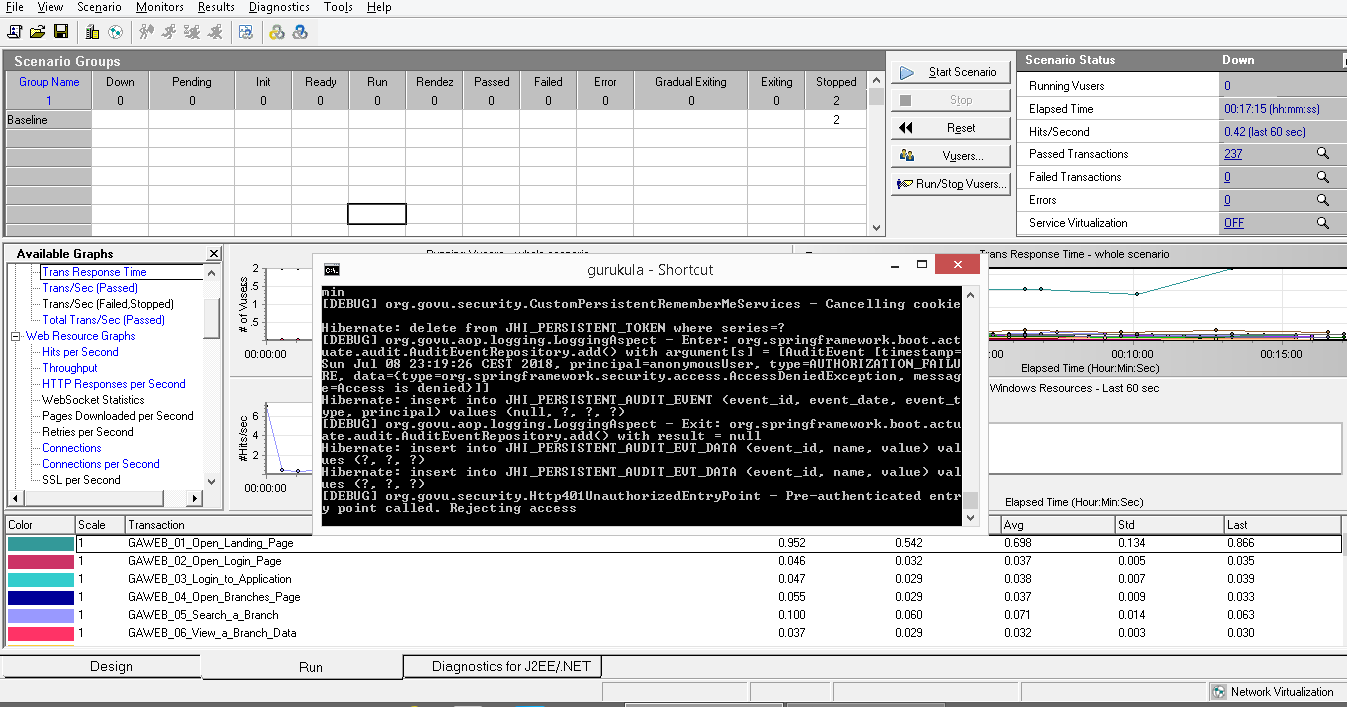 File View Scenario Monitors Results Diagnostics Tools Help
Scenario Groups
Group Name Down Pending Init Ready Run Rendez Passed Failed Error Gradual Exiting Exiting Stopped
1 0 0 0 0 0 0 0 0 0 0 0 2
Baseline 2
Start Scenario
Stop
Reset
Vusers...
Run/Stop Vusers...
Scenario Status Down
Running Vusers 0
Elapsed Time 00:17:15 (hh:mm:ss)
Hits/Second 0.42 (last 60 sec)
Passed Transactions 237
Failed Transactions 0
Errors 0
Service Virtualization OFF
Available Graphs
Trans Response Time
Trans/Sec (Passed)
Trans/Sec (Failed,Stopped)
Total Trans/Sec (Passed)
Web Resource Graphs
Hits per Second
Throughput
HTTP Responses per Second
WebSocket Statistics
Pages Downloaded per Second
Retries per Second
Connections
Connections per Second
SSL per Second
Running Vusers - whole scenario
# of Vusers
2
1.5
1
.5
00:00:00
#Hits/sec
6
4
2
00:00:00
gurukula - Shortcut
min
[DEBUG] org.govu.security.CustomPersistentRememberMeServices - Cancelling cookie
Hibernate: delete from JHI_PERSISTENT_TOKEN where series=?
[DEBUG] org.govu.aop.logging.LoggingAspect - Enter: org.springframework.boot.act
uate.audit.AuditEventRepository.add() with argument[s] = [AuditEvent [timestamp=
Sun Jul 08 23:19:26 CEST 2018, principal=anonymousUser, type=AUTHORIZATION_FAILU
RE, data={type=org.springframework.security.access.AccessDeniedException, messag
e=Access is denied}]]
Hibernate: insert into JHI_PERSISTENT_AUDIT_EVENT (event_id, event_date, event_t
ype, principal) values (null, ?, ?, ?)
[DEBUG] org.govu.aop.logging.LoggingAspect - Exit: org.springframework.boot.actu
ate.audit.AuditEventRepository.add() with result = null
Hibernate: insert into JHI_PERSISTENT_AUDIT_EVT_DATA (event_id, name, value) val
ues (?, ?, ?)
Hibernate: insert into JHI_PERSISTENT_AUDIT_EVT_DATA (event_id, name, value) val
ues (?, ?, ?)
[DEBUG] org.govu.security.Http401UnauthorizedEntryPoint - Pre-authenticated entr
y point called. Rejecting access
Trans Response Time - whole scenario
:00 00:10:00 00:15:00
Elapsed Time (Hour:Min:Sec)
Windows Resources - Last 60 sec
Elapsed Time (Hour:Min:Sec)
Color Scale Transaction Avg Std Last
1 GAWEB_01_Open_Landing_Page 0.952 0.542 0.698 0.134 0.866
1 GAWEB_02_Open_Login_Page 0.046 0.032 0.037 0.005 0.035
1 GAWEB_03_Login_to_Application 0.047 0.029 0.038 0.007 0.039
1 GAWEB_04_Open_Branches_Page 0.055 0.029 0.037 0.009 0.033
1 GAWEB_05_Search_a_Branch 0.100 0.060 0.071 0.014 0.063
1 GAWEB_06_View_a_Branch_Data 0.037 0.029 0.032 0.003 0.030
Design Run Diagnostics for J2EE/.NET
Network Virtualization